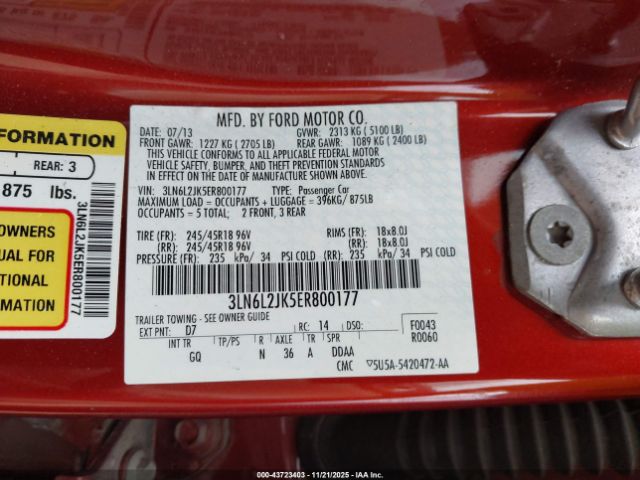 FORMATION
REAR: 3
875 lbs.
OWNERS
NUAL FOR
TIONAL
MATION
3LN6L2JK5ER800177
MFD. BY FORD MOTOR CO.
DATE: 07/13 GVWR: 2313 KG ( 5100 LB)
FRONT GAWR: 1227 KG ( 2705 LB) REAR GAWR: 1089 KG ( 2400 LB)
THIS VEHICLE CONFORMS TO ALL APPLICABLE FEDERAL MOTOR
VEHICLE SAFETY, BUMPER, AND THEFT PREVENTION STANDARDS
IN EFFECT ON THE DATE OF MANUFACTURE SHOWN ABOVE.
VIN: 3LN6L2JK5ER800177 TYPE: Passenger Car
MAXIMUM LOAD = OCCUPANTS + LUGGAGE = 396KG/ 875LB
OCCUPANTS = 5 TOTAL; 2 FRONT, 3 REAR
TIRE (FR): 245/45R18 96V RIMS (FR): 18x8.0J
(RR): 245/45R18 96V (RR): 18x8.0J
PRESSURE (FR): 235 kPa/ 34 PSI COLD (RR): 235 kPa/ 34 PSI COLD
3LN6L2JK5ER800177
TRAILER TOWING - SEE OWNER GUIDE
EXT PNT: D7 RC: 14 DSO: F0043
R0060
INT TR TP/PS R AXLE TR SPR
GQ N 36 A DDAA
CMC 5U5A-5420472-AA
000-43723403 - 11/21/2025 - IAA Inc.